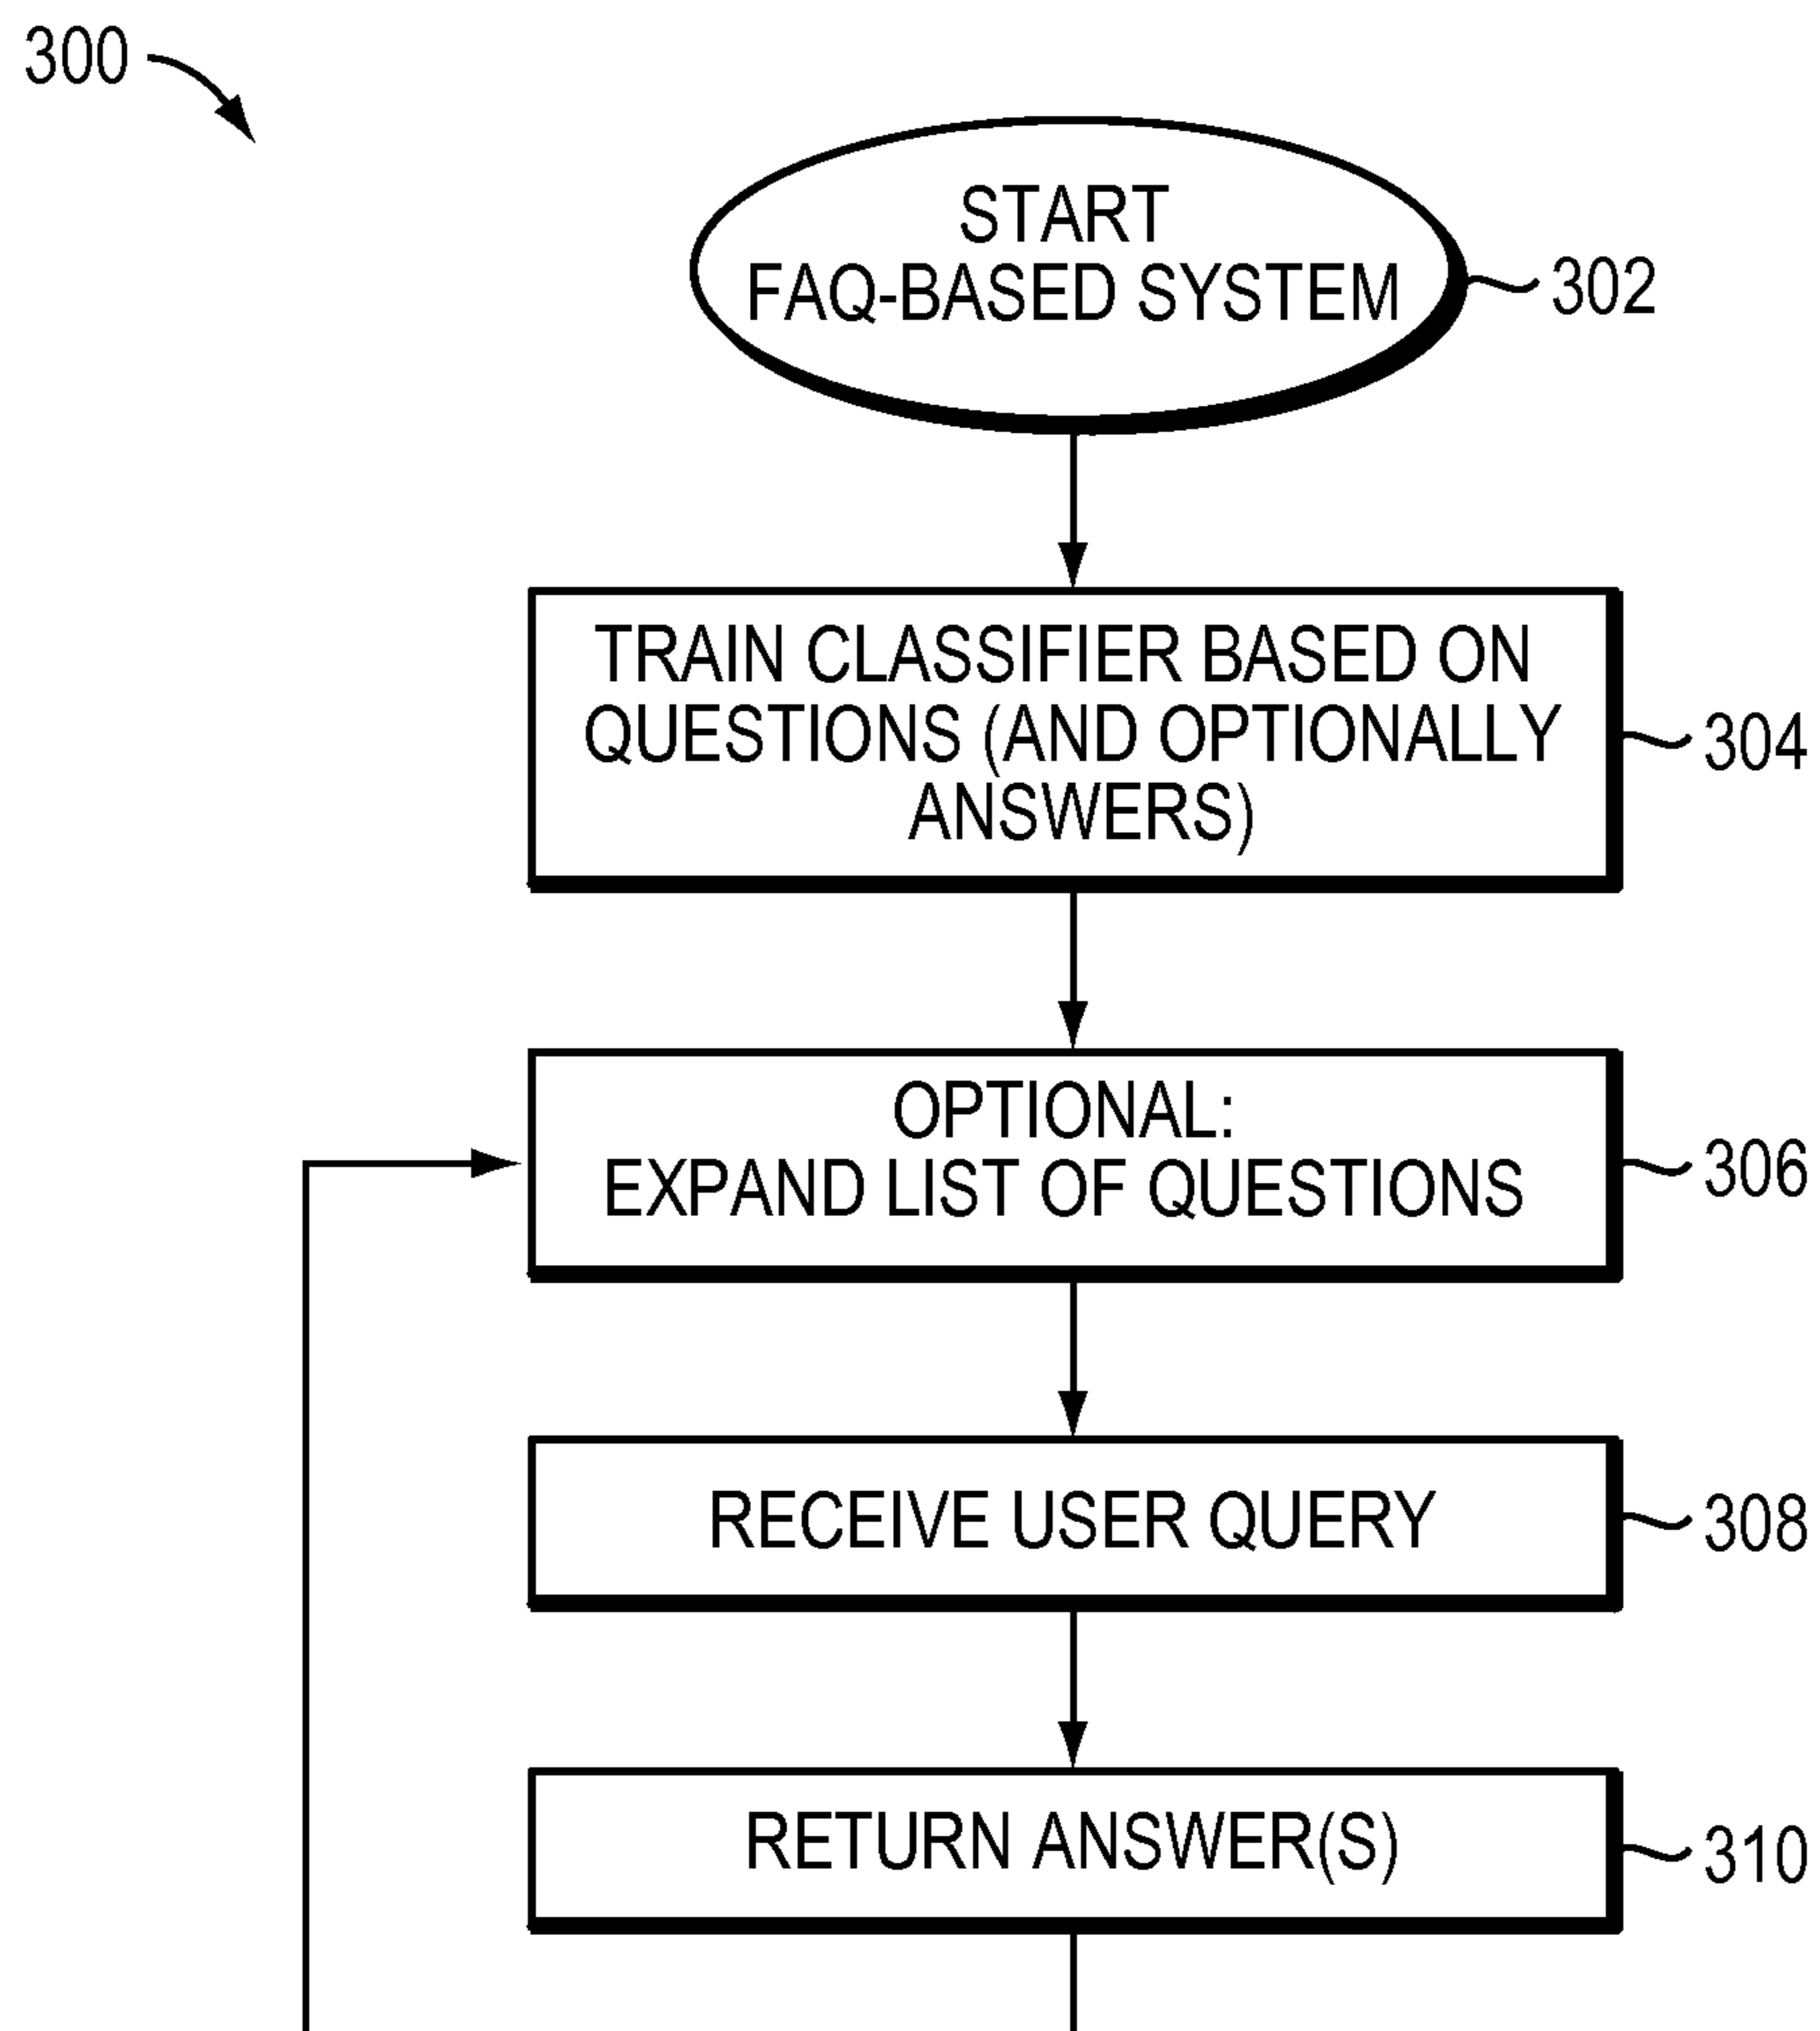 300
START
FAQ-BASED SYSTEM
302
TRAIN CLASSIFIER BASED ON
QUESTIONS (AND OPTIONALLY
ANSWERS)
304
OPTIONAL:
EXPAND LIST OF QUESTIONS
306
RECEIVE USER QUERY
308
RETURN ANSWER(S)
310